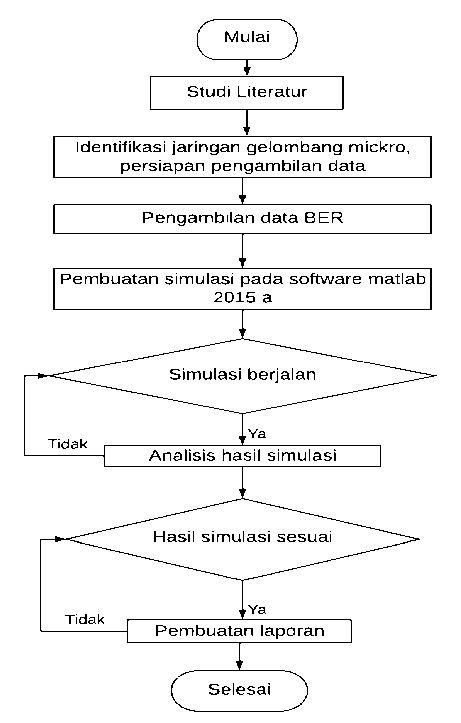 Mulai
Studi Literatur
Identifikasi jaringan gelombang mickro,
persiapan pengambilan data
Pengambilan data BER
Pembuatan simulasi pada software matlab
2015 a
Simulasi berjalan
Ya
Tidak
Analisis hasil simulasi
Hasil simulasi sesuai
Ya
Tidak
Pembuatan laporan
Selesai